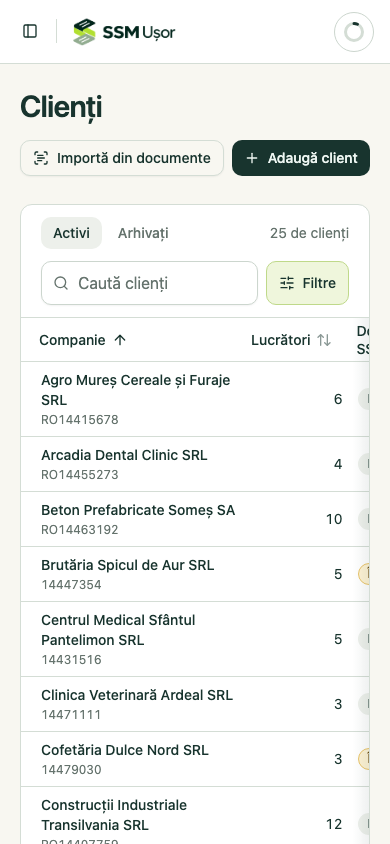 SSM Ușor
Clienți
Importă din documente
Adaugă client
Activi
Arhivați
25 de clienți
Caută clienți
Filtre
Companie
Lucrători
Agro Mureș Cereale și Furaje
SRL
6
RO14415678
Arcadia Dental Clinic SRL
4
RO14455273
Beton Prefabricate Someș SA
10
RO14463192
Brutăria Spicul de Aur SRL
5
14447354
Centrul Medical Sfântul
Pantelimon SRL
5
14431516
Clinica Veterinară Ardeal SRL
3
14471111
Cofetăria Dulce Nord SRL
3
14479030
Construcții Industriale
Transilvania SRL
12